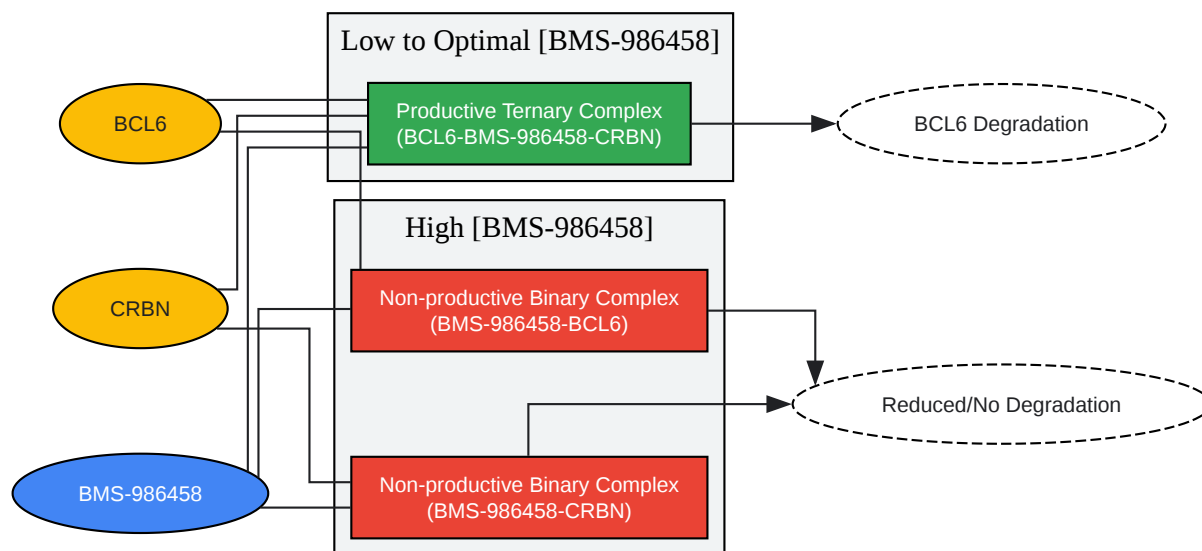 Low to Optimal [BMS-986458]
BCL6
Productive Ternary Complex
(BCL6-BMS-986458-CRBN)
BCL6 Degradation
High [BMS-986458]
CRBN
Non-productive Binary Complex
(BMS-986458-BCL6)
Reduced/No Degradation
BMS-986458
Non-productive Binary Complex
(BMS-986458-CRBN)